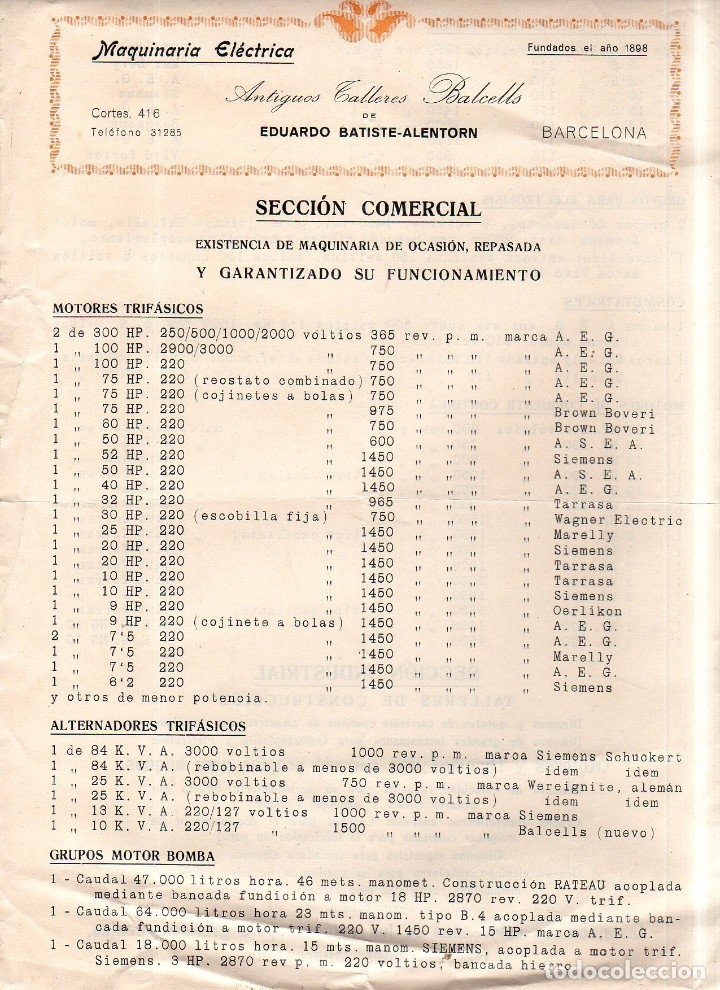 Maquinaria Eléctrica
Fundados el año 1898
Antiguos Talleres Balcells
DE
Cortes, 416
EDUARDO BATISTE-ALENTORN
BARCELONA
Teléfono 31285
SECCIÓN COMERCIAL
EXISTENCIA DE MAQUINARIA DE OCASIÓN, REPASADA
Y GARANTIZADO SU FUNCIONAMIENTO
MOTORES TRIFÁSICOS
2 de 300 HP. 250/500/1000/2000 voltios 365 rev. p. m. marca A. E. G.
1 „ 100 HP. 2900/3000 „ 750 „ „ „ „ A. E. G.
1 „ 100 HP. 220 „ 750 „ „ „ „ A. E. G.
1 „ 75 HP. 220 (reostato combinado) 750 „ „ „ „ A. E. G.
1 „ 75 HP. 220 (cojinetes a bolas) 750 „ „ „ „ A. E. G.
1 „ 75 HP. 220 „ 975 „ „ „ „ Brown Boveri
1 „ 60 HP. 220 „ 750 „ „ „ „ Brown Boveri
1 „ 50 HP. 220 „ 600 „ „ „ „ A. S. E. A.
1 „ 52 HP. 220 „ 1450 „ „ „ „ Siemens
1 „ 50 HP. 220 „ 1450 „ „ „ „ A. S. E. A.
1 „ 40 HP. 220 „ 1450 „ „ „ „ A. E. G.
1 „ 32 HP. 220 „ 965 „ „ „ „ Tarrasa
1 „ 30 HP. 220 (escobilla fija) „ 750 „ „ „ „ Wagner Electric
1 „ 25 HP. 220 „ 1450 „ „ „ „ Marelly
1 „ 20 HP. 220 „ 1450 „ „ „ „ Siemens
1 „ 20 HP. 220 „ 1450 „ „ „ „ Tarrasa
1 „ 10 HP. 220 „ 1450 „ „ „ „ Tarrasa
1 „ 10 HP. 220 „ 1450 „ „ „ „ Siemens
1 „ 9 HP. 220 „ 1450 „ „ „ „ Oerlikon
1 „ 9 HP. 220 (cojinete a bolas) „ 1450 „ „ „ „ A. E. G.
2 „ 7'5 220 „ 1450 „ „ „ „ A. E. G.
1 „ 7'5 220 „ 1450 „ „ „ „ Marelly
1 „ 7'5 220 „ 1450 „ „ „ „ A. E. G.
1 „ 6'2 220 „ 1450 „ „ „ „ Siemens
y otros de menor potencia.
ALTERNADORES TRIFÁSICOS
1 de 84 K. V. A. 3000 voltios 1000 rev. p. m. marca Siemens Schuckert
1 „ 84 K. V. A. (rebobinable a menos de 3000 voltios) ídem ídem
1 „ 25 K. V. A. 3000 voltios 750 rev. p. m. marca Wereignite, alemán
1 „ 25 K. V. A. (rebobinable a menos de 3000 voltios) ídem ídem
1 „ 13 K. V. A. 220/127 voltios 1000 rev. p. m. marca Siemens
1 „ 10 K. V. A. 220/127 „ 1500 „ „ „ „ Balcells (nuevo)
GRUPOS MOTOR BOMBA
1 - Caudal 47.000 litros hora. 46 mets. manomet. Construcción RATEAU acoplada
mediante bancada fundición a motor 18 HP. 2870 rev. 220 V. trif.
1 - Caudal 64.000 litros hora 23 mts. manom. tipo B.4 acoplada mediante ban-
cada fundición a motor trif. 220 V. 1450 rev. 15 HP. marca A. E. G.
1 - Caudal 18.000 litros hora. 15 mts. manom. SIEMENS, acoplada a motor trif.
Siemens. 3 HP. 2870 rev p. m. 220 voltios, bancada hierro.
todocoleccion.net